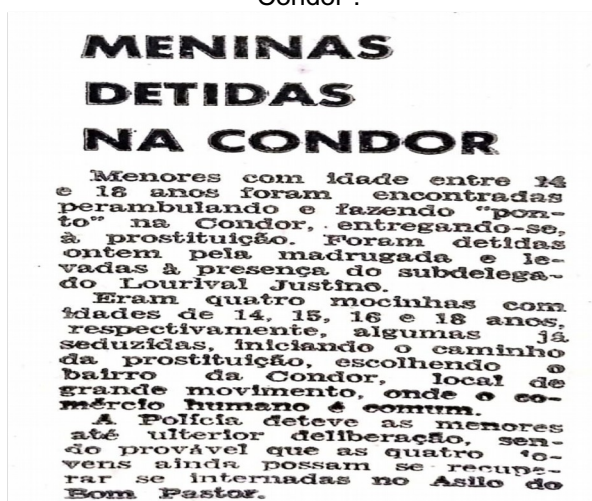 Condor".
MENINAS
DETIDAS
NA CONDOR
Menores com idade entre 14
e 18 anos foram encontradas
perambulando e fazendo "pon-
to" na Condor, entregando-se,
à prostituição. Foram detidas
ontem pela madrugada e le-
vadas à presença do subdelega-
do Lourival Justino.
Eram quatro mocinhas com
idades de 14, 15, 16 e 18 anos,
respectivamente, algumas já
seduzidas, iniciando o caminho
da prostituição, escolhendo o
bairro da Condor, local de
grande movimento, onde o co-
mércio humano é comum.
A Polícia deteve as menores
até ulterior deliberação, sen-
do provável que as quatro jo-
vens ainda possam se recupe-
rar se internadas no Asilo do
Bom Pastor.